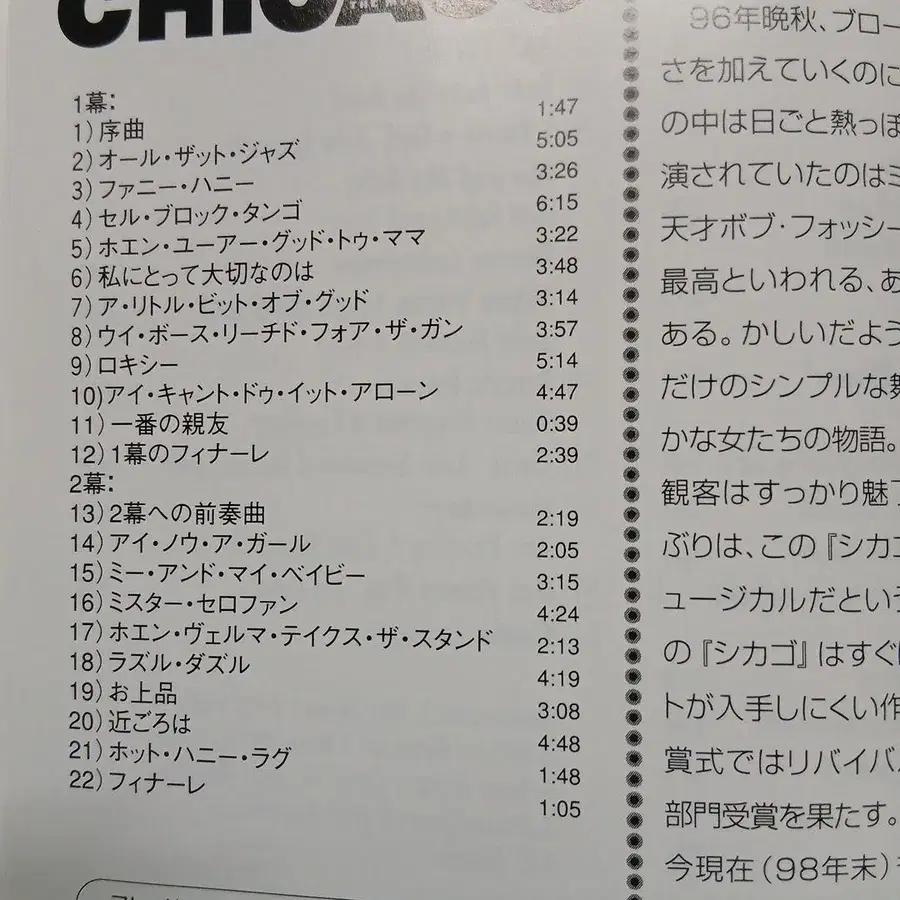 CHICAGO
1幕:
1)序曲 1:47
2)オール・ザット・ジャズ 5:05
3)ファニー・ハニー 3:26
4)セル・ブロック・タンゴ 6:15
5)ホエン・ユーアー・グッド・トゥ・ママ 3:22
6)私にとって大切なのは 3:48
7)ア・リトル・ビット・オブ・グッド 3:14
8)ウイ・ボース・リーチド・フォア・ザ・ガン 3:57
9)ロキシー 5:14
10)アイ・キャント・ドゥ・イット・アローン 4:47
11)一番の親友 0:39
12)1幕のフィナーレ 2:39
2幕:
13)2幕への前奏曲 2:19
14)アイ・ノウ・ア・ガール 2:05
15)ミー・アンド・マイ・ベイビー 3:15
16)ミスター・セロファン 4:24
17)ホエン・ヴェルマ・テイクス・ザ・スタンド 2:13
18)ラズル・ダズル 4:19
19)お上品 3:08
20)近ごろは 4:48
21)ホット・ハニー・ラグ 1:48
22)フィナーレ 1:05
96年晩秋、ブロー
さを加えていくのに
の中は日ごと熱っぽ
演されていたのはミ
天才ボブ・フォッシー
最高といわれる、あ
ある。かしいだよう
だけのシンプルな舞
かな女たちの物語。
観客はすっかり魅了
ぶりは、この『シカゴ
ュージカルだという
の『シカゴ』はすぐに
トが入手しにくい作
賞式ではリバイバル
部門受賞を果たす。
今現在(98年末)